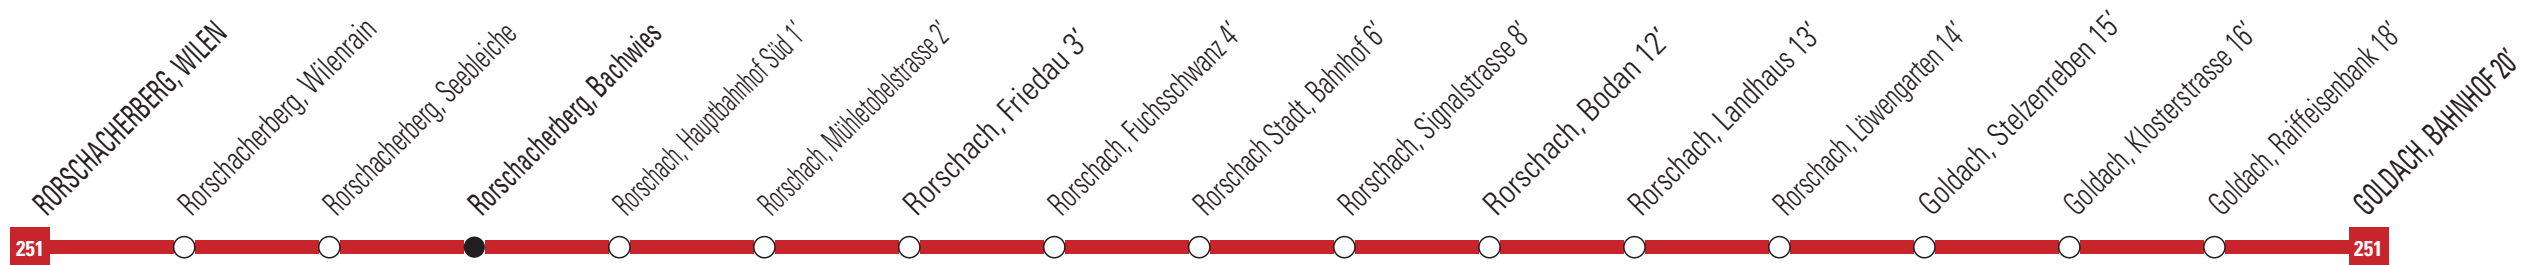 RORSCHACHERBERG, WILEN
Rorschacherberg, Wilenrain
Rorschacherberg, Seebleiche
Rorschacherberg, Bachwies
Rorschach, Hauptbahnhof Süd 1'
Rorschach, Mühletobelstrasse 2'
Rorschach, Friedau 3'
Rorschach, Fuchsschwanz 4'
Rorschach Stadt, Bahnhof 6'
Rorschach, Signalstrasse 8'
Rorschach, Bodan 12'
Rorschach, Landhaus 13'
Rorschach, Löwengarten 14'
Goldach, Stelzenreben 15'
Goldach, Klosterstrasse 16'
Goldach, Raiffeisenbank 18'
GOLDACH, BAHNHOF 20'
251
251